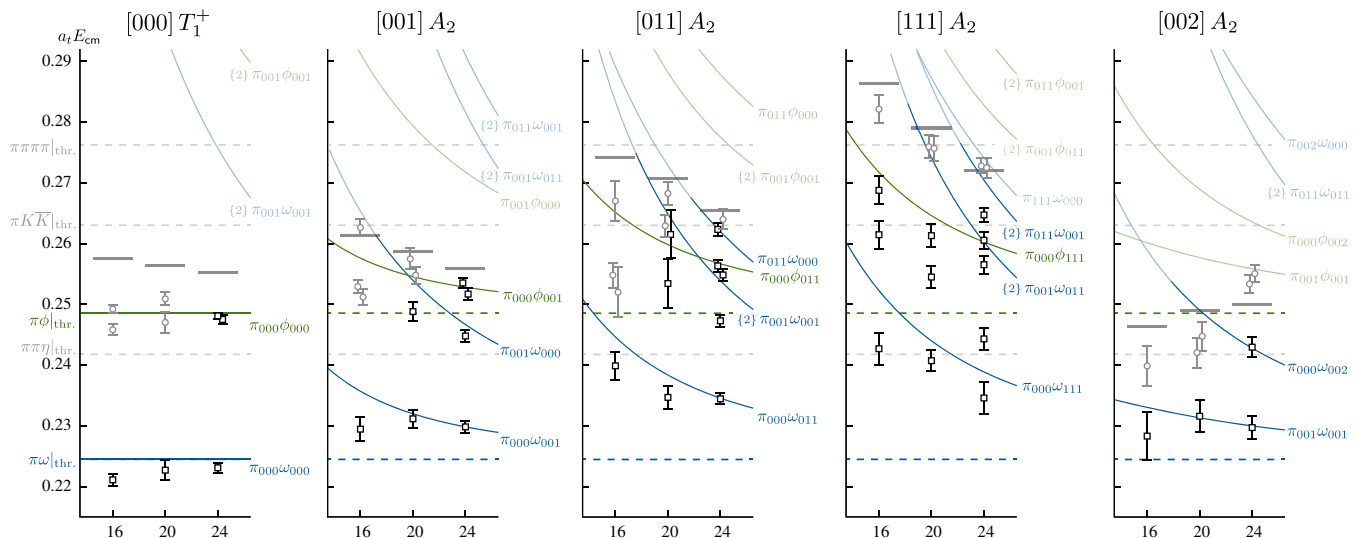 [000] T₁⁺
[001] A₂
[011] A₂
[111] A₂
[002] A₂
aₜE_cm
0.29
0.28
0.27
0.26
0.25
0.24
0.23
0.22
ππππ|thr.
πKK̅|thr.
πϕ|thr.
ππη|thr.
πω|thr.
{2} π₀₀₁ϕ₀₀₁
{2} π₀₀₁ω₀₀₁
π₀₀₀ϕ₀₀₀
π₀₀₀ω₀₀₀
16 20 24
{2} π₀₁₁ω₀₀₁
{2} π₀₀₁ω₀₁₁
π₀₀₁ϕ₀₀₀
π₀₀₀ϕ₀₀₁
π₀₀₁ω₀₀₀
π₀₀₀ω₀₀₁
16 20 24
π₀₁₁ϕ₀₀₀
{2} π₀₀₁ϕ₀₀₁
π₀₁₁ω₀₀₀
π₀₀₀ϕ₀₁₁
{2} π₀₀₁ω₀₀₁
π₀₀₀ω₀₁₁
16 20 24
{2} π₀₁₁ϕ₀₀₁
{2} π₀₀₁ϕ₀₁₁
π₁₁₁ω₀₀₀
{2} π₀₁₁ω₀₀₁
π₀₀₀ϕ₁₁₁
{2} π₀₀₁ω₀₁₁
π₀₀₀ω₁₁₁
16 20 24
π₀₀₂ω₀₀₀
{2} π₀₁₁ω₀₁₁
π₀₀₀ϕ₀₀₂
π₀₀₁ϕ₀₀₁
π₀₀₀ω₀₀₂
π₀₀₁ω₀₀₁
16 20 24